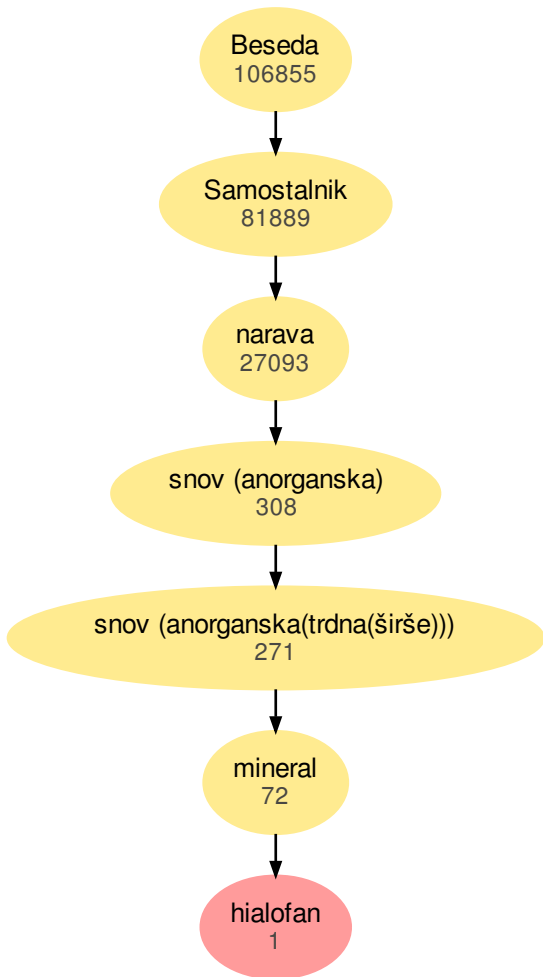 Beseda
106855
Samostalnik
81889
narava
27093
snov (anorganska)
308
snov (anorganska(trdna(širše)))
271
mineral
72
hialofan
1